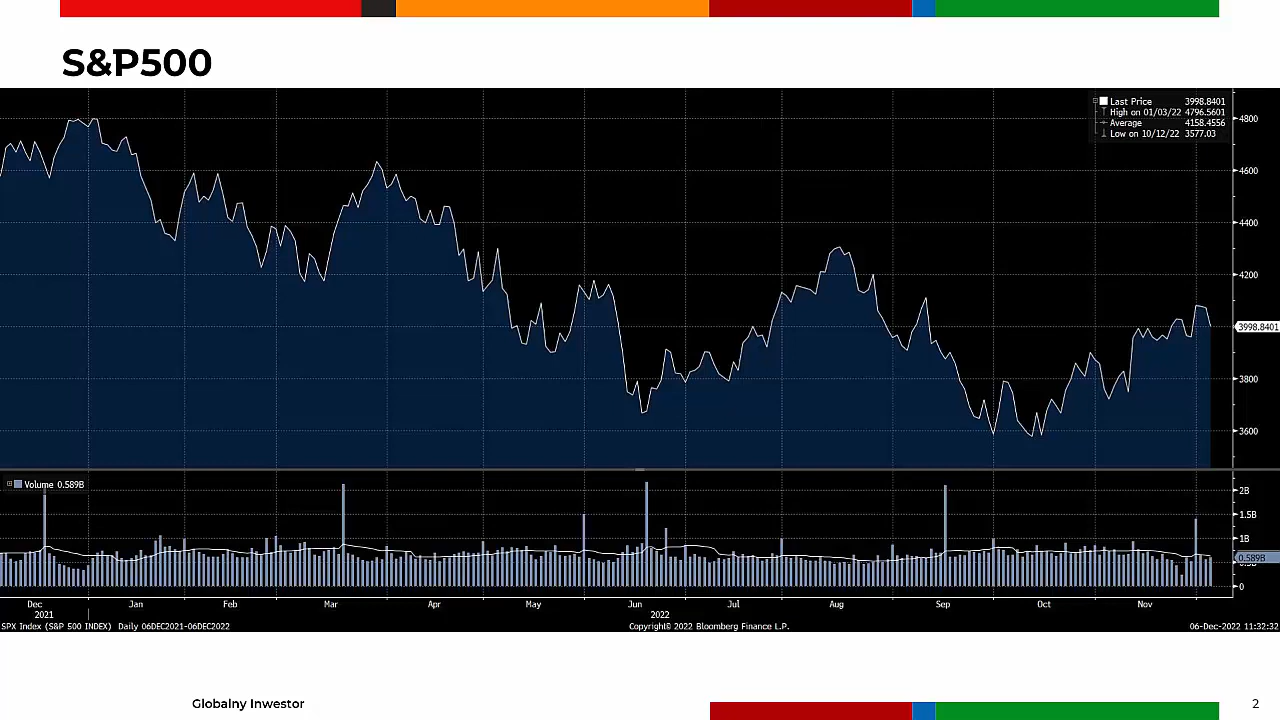 S&P500
Last Price 3998.8401
High on 01/03/22 4796.5601
Average 4158.4556
Low on 10/12/22 3577.03
4800
4600
4400
4200
3998.8401
3800
3600
Volume 0.589B
2B
1.5B
1B
0.589B
0
Dec Jan Feb Mar Apr May Jun Jul Aug Sep Oct Nov
2021 2022
SPX Index (S&P 500 INDEX) Daily 06DEC2021-06DEC2022 Copyright© 2022 Bloomberg Finance L.P. 06-Dec-2022 11:32:32
Globalny Inwestor 2